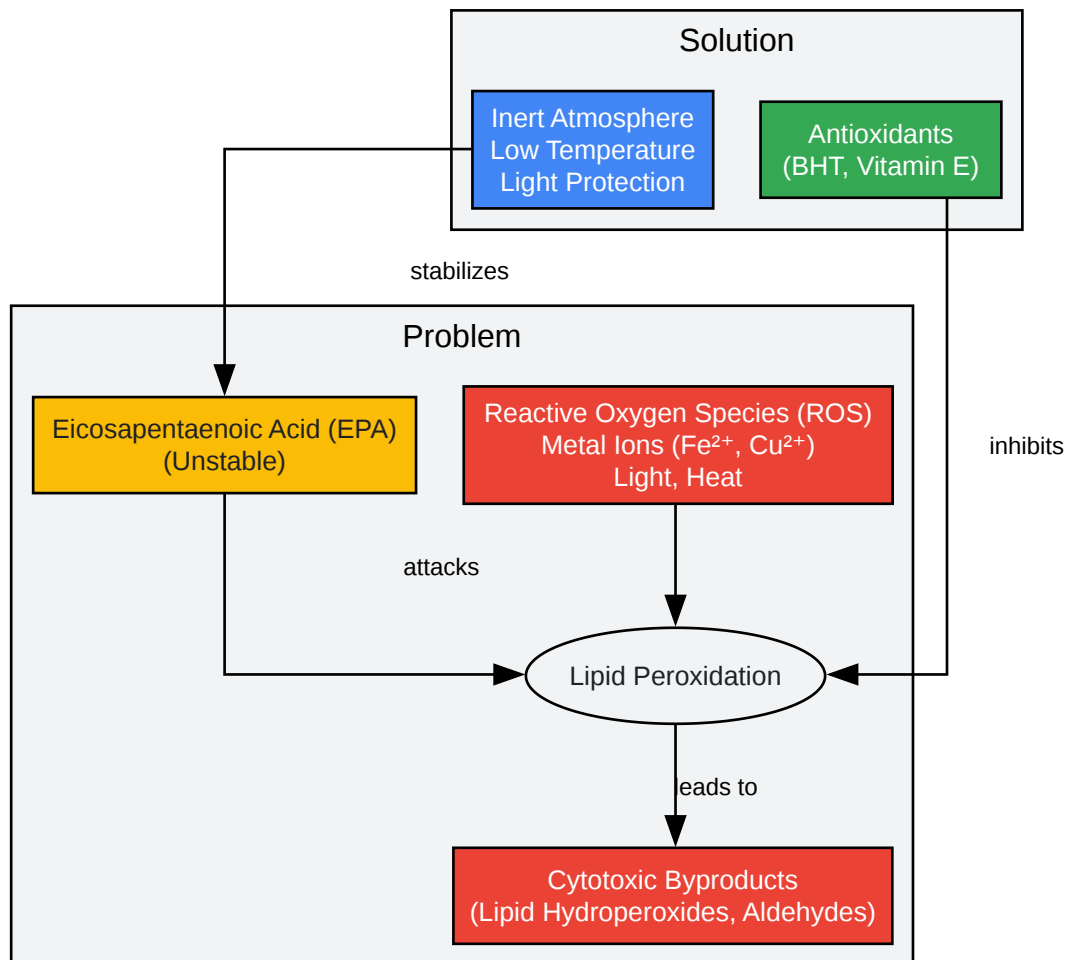 Solution
Inert Atmosphere
Low Temperature
Light Protection
Antioxidants
(BHT, Vitamin E)
stabilizes
Problem
Eicosapentaenoic Acid (EPA)
(Unstable)
Reactive Oxygen Species (ROS)
Metal Ions (Fe²⁺, Cu²⁺)
Light, Heat
inhibits
attacks
Lipid Peroxidation
leads to
Cytotoxic Byproducts
(Lipid Hydroperoxides, Aldehydes)